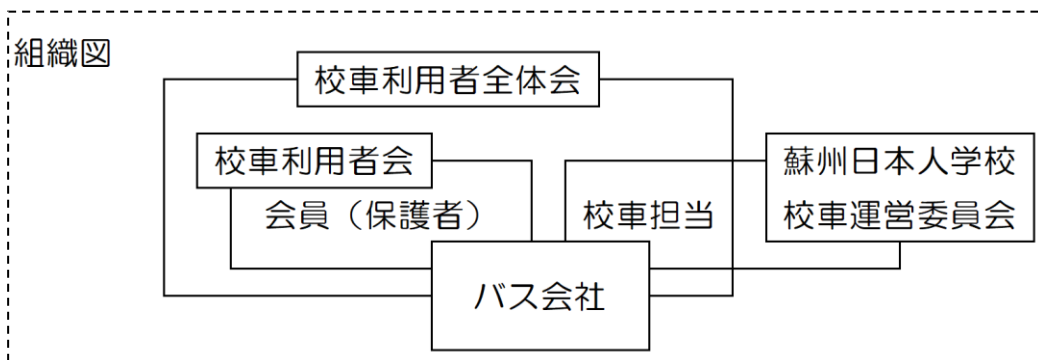 組織図
校車利用者全体会
校車利用者会
蘇州日本人学校
校車運営委員会
会員（保護者）
校車担当
バス会社